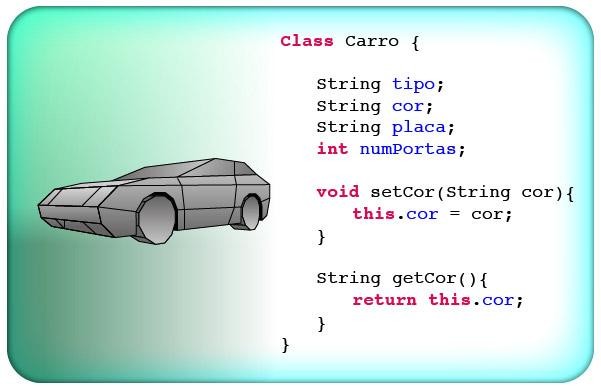 Class Carro {
String tipo;
String cor;
String placa;
int numPortas;
void setCor(String cor){
this.cor = cor;
}
String getCor(){
return this.cor;
}
}